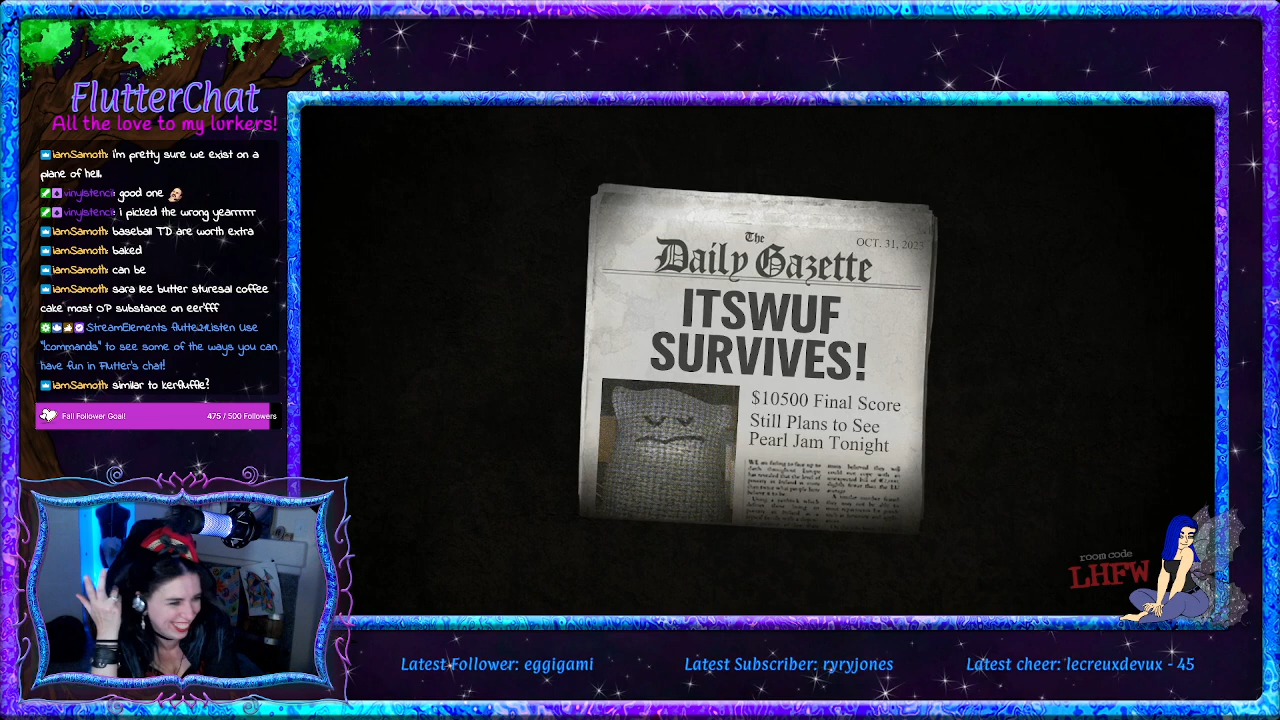 FlutterChat
All the love to my lurkers!
IamSamoth: i'm pretty sure we exist on a
plane of hell.
vinylstencil: good one
vinylstencil: i picked the wrong yearrrrrr
IamSamoth: baseball TD are worth extra
IamSamoth: baked
IamSamoth: can be
IamSamoth: sara lee butter sturesal coffee
cake most OP substance on eer'fff
StreamElements flutte24Listen Use
"!commands" to see some of the ways you can
have fun in Flutter's chat!
IamSamoth: similar to kerfluffle?
Fall Follower Goal!
475 / 500 Followers
The
OCT. 31, 2023
Daily Gazette
ITSWUF
SURVIVES!
$10500 Final Score
Still Plans to See
Pearl Jam Tonight
room code
LHFW
Latest Follower: eggigami
Latest Subscriber: ryryjones
Latest cheer: lecreuxdevux - 45